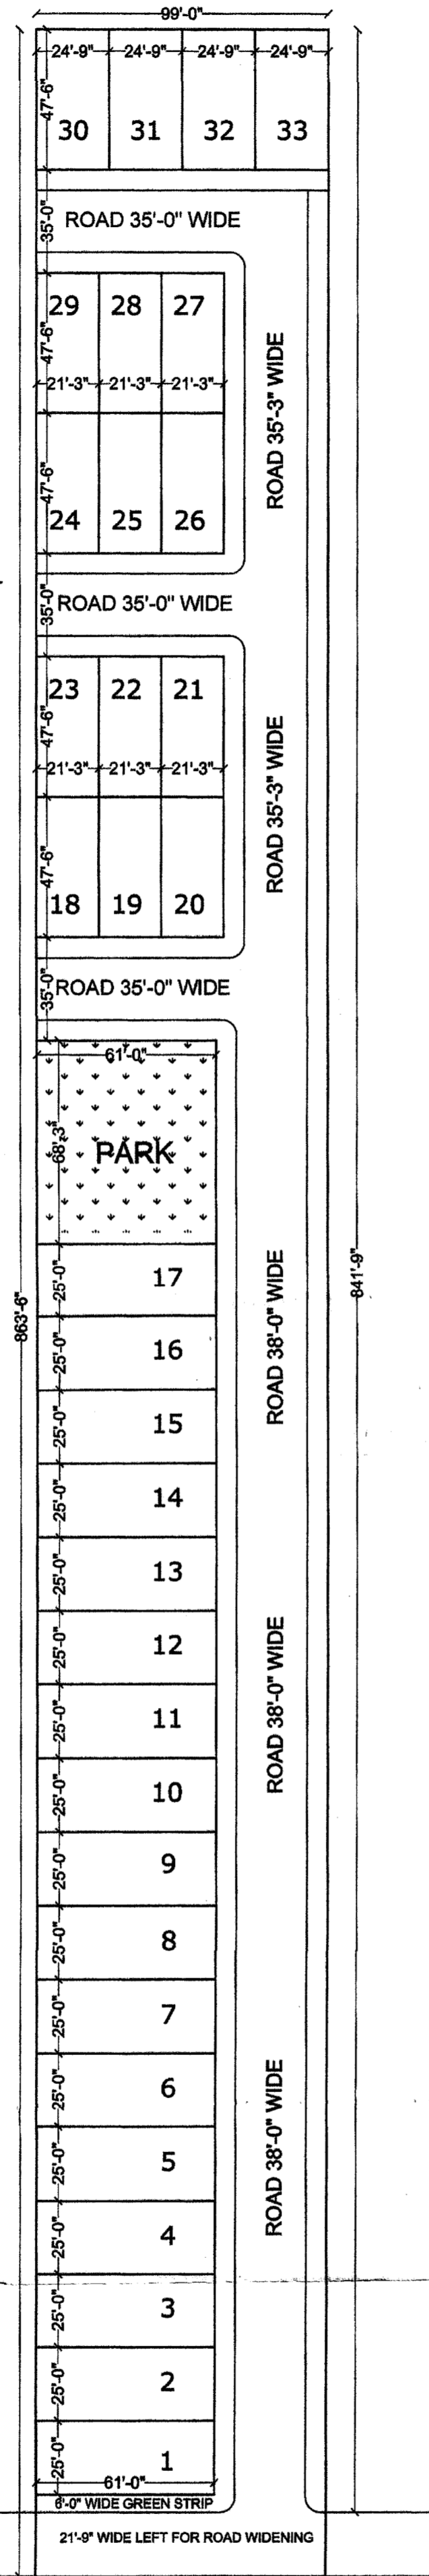 99'-0"
24'-9" 24'-9" 24'-9" 24'-9"
47'-6"
30 31 32 33
35'-0"
ROAD 35'-0" WIDE
29 28 27
47'-6"
21'-3" 21'-3" 21'-3"
ROAD 35'-3" WIDE
47'-6"
24 25 26
35'-0"
ROAD 35'-0" WIDE
23 22 21
47'-6"
21'-3" 21'-3" 21'-3"
ROAD 35'-3" WIDE
47'-6"
18 19 20
35'-0"
ROAD 35'-0" WIDE
61'-0"
68'-3"
PARK
863'-6"
841'-9"
25'-0" 17
ROAD 38'-0" WIDE
25'-0" 16
25'-0" 15
25'-0" 14
25'-0" 13
25'-0" 12
ROAD 38'-0" WIDE
25'-0" 11
25'-0" 10
25'-0" 9
25'-0" 8
25'-0" 7
25'-0" 6
ROAD 38'-0" WIDE
25'-0" 5
25'-0" 4
25'-0" 3
25'-0" 2
25'-0" 1
61'-0"
6'-0" WIDE GREEN STRIP
21'-9" WIDE LEFT FOR ROAD WIDENING